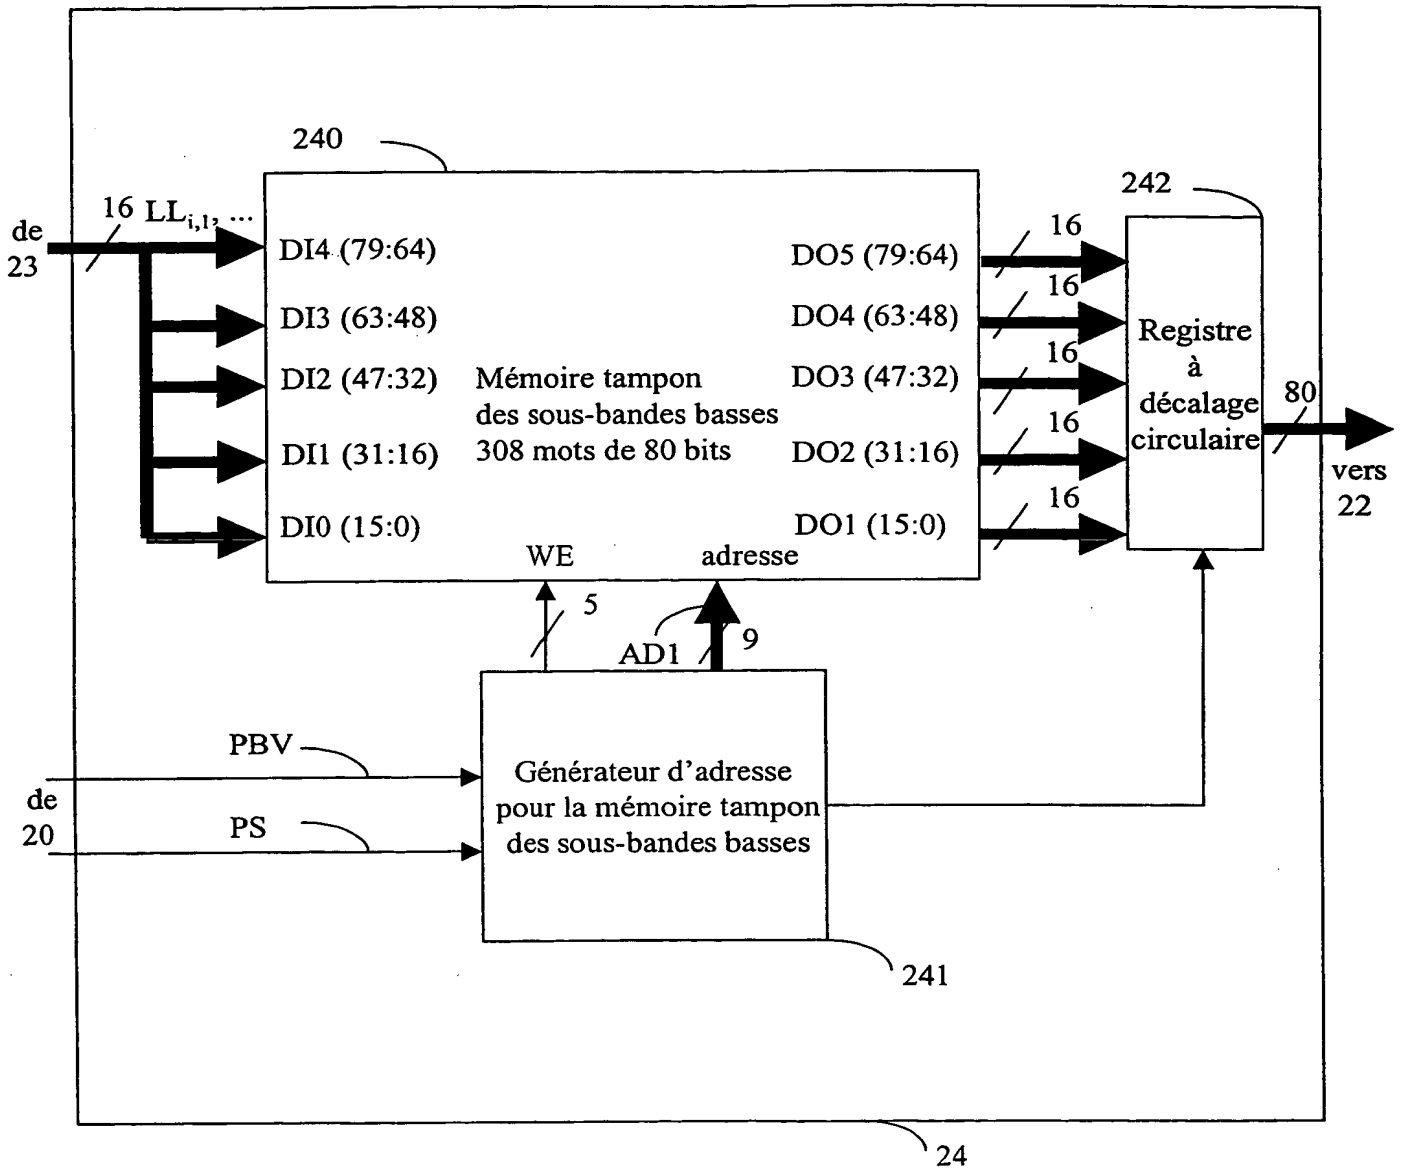 240
242
16 LL_{i,1}, ...
de
23
DI4 (79:64)
DI3 (63:48)
DI2 (47:32)
DI1 (31:16)
DI0 (15:0)
Mémoire tampon
des sous-bandes basses
308 mots de 80 bits
DO5 (79:64)
DO4 (63:48)
DO3 (47:32)
DO2 (31:16)
DO1 (15:0)
16
16
16
16
16
Registre
à
décalage
circulaire
80
vers
22
WE
adresse
5
AD1
9
PBV
de
20
PS
Générateur d'adresse
pour la mémoire tampon
des sous-bandes basses
241
24